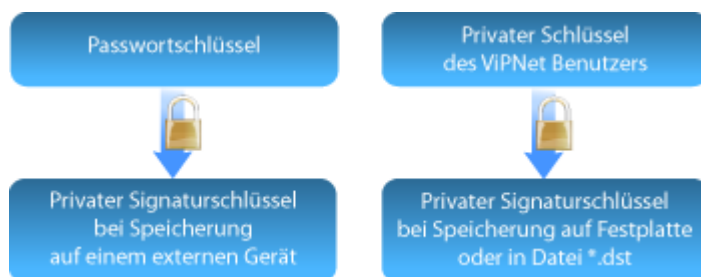 Passwortschlüssel
Privater Schlüssel
des ViPNet Benutzers
Privater Signaturschlüssel
bei Speicherung
auf einem externen Gerät
Privater Signaturschlüssel
bei Speicherung auf Festplatte
oder in Datei *.dst